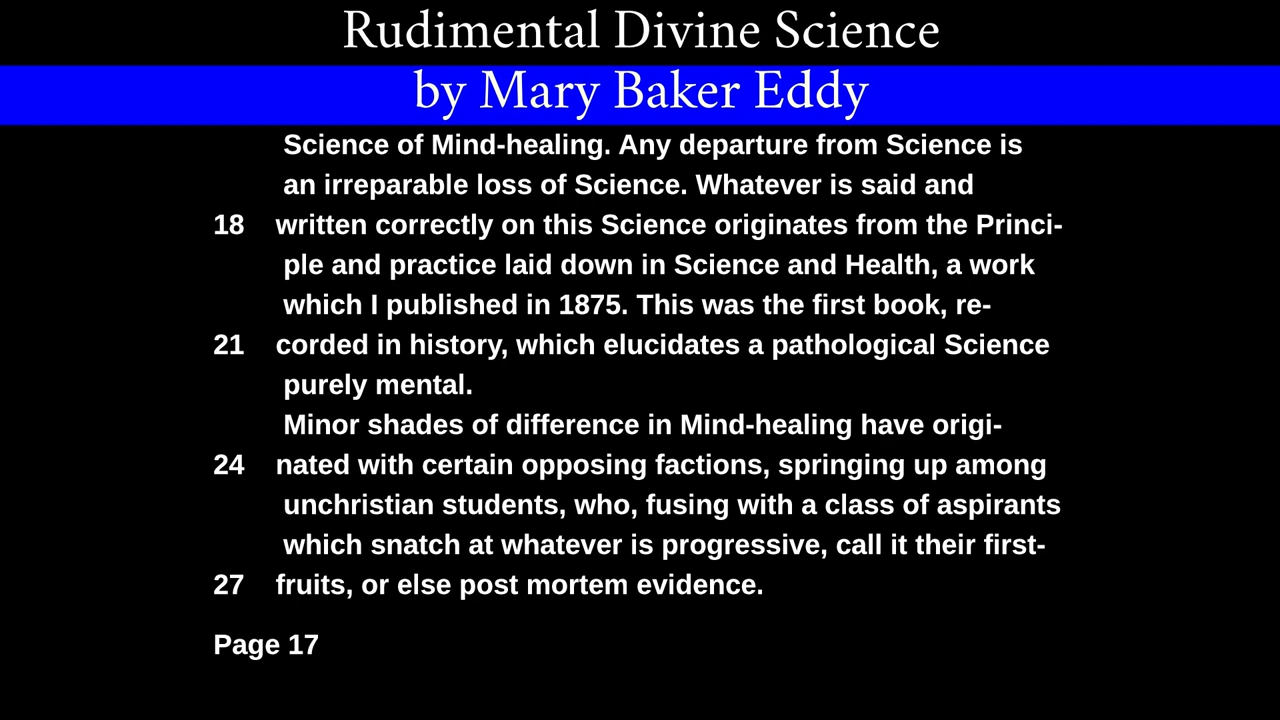 Rudimental Divine Science
by Mary Baker Eddy
Science of Mind-healing. Any departure from Science is
an irreparable loss of Science. Whatever is said and
18 written correctly on this Science originates from the Princi-
ple and practice laid down in Science and Health, a work
which I published in 1875. This was the first book, re-
21 corded in history, which elucidates a pathological Science
purely mental.
Minor shades of difference in Mind-healing have origi-
24 nated with certain opposing factions, springing up among
unchristian students, who, fusing with a class of aspirants
which snatch at whatever is progressive, call it their first-
27 fruits, or else post mortem evidence.
Page 17